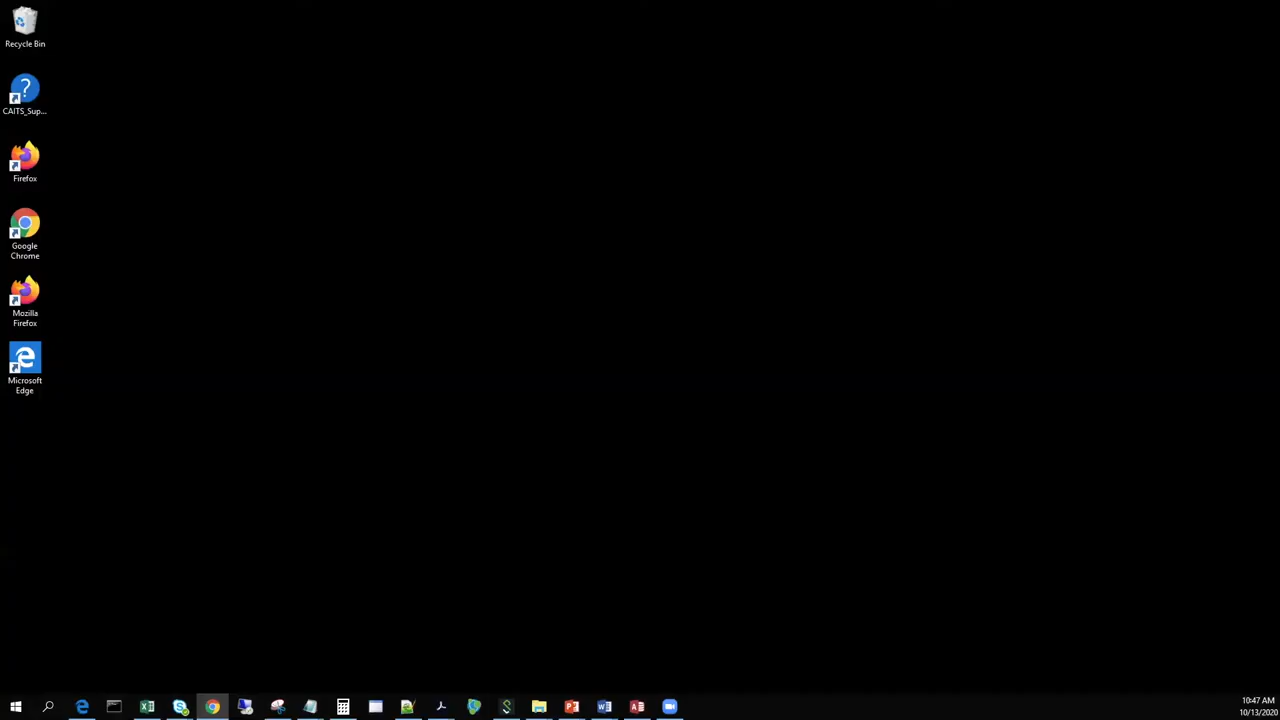 Recycle Bin
CAITS_Sup...
Firefox
Google
Chrome
Mozilla
Firefox
Microsoft
Edge
10:47 AM
10/13/2020